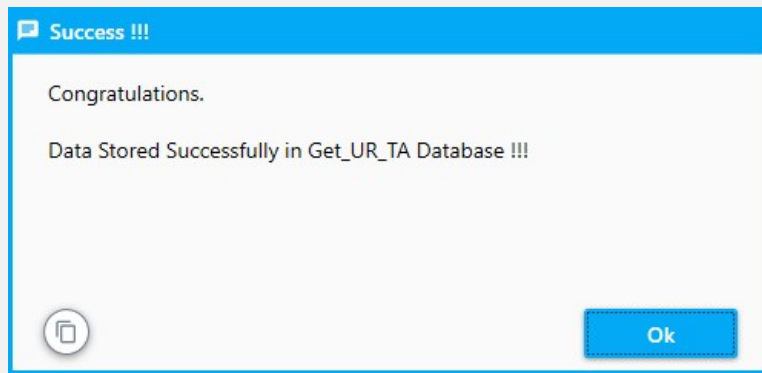 Success !!!
Congratulations.
Data Stored Successfully in Get_UR_TA Database !!!
Ok